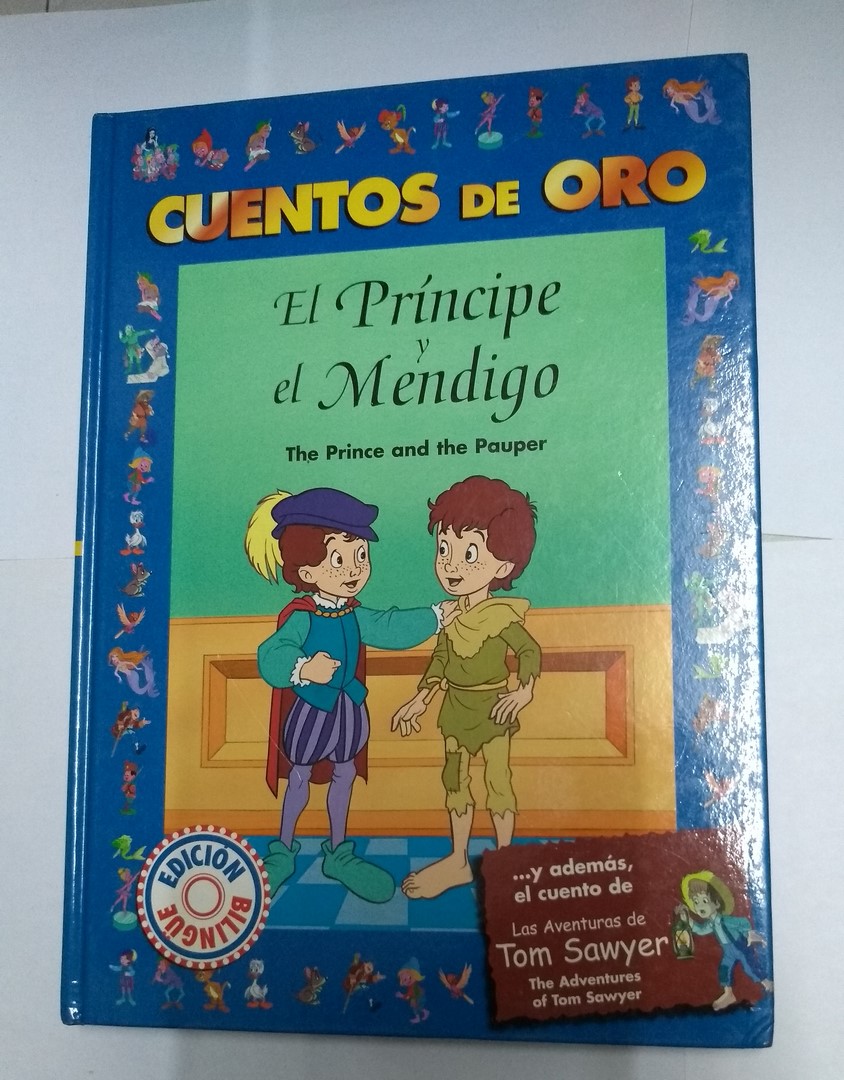 CUENTOS DE ORO
El Príncipe
y
el Mendigo
The Prince and the Pauper
EDICIÓN
BILINGÜE
...y además,
el cuento de
Las Aventuras de
Tom Sawyer
The Adventures
of Tom Sawyer